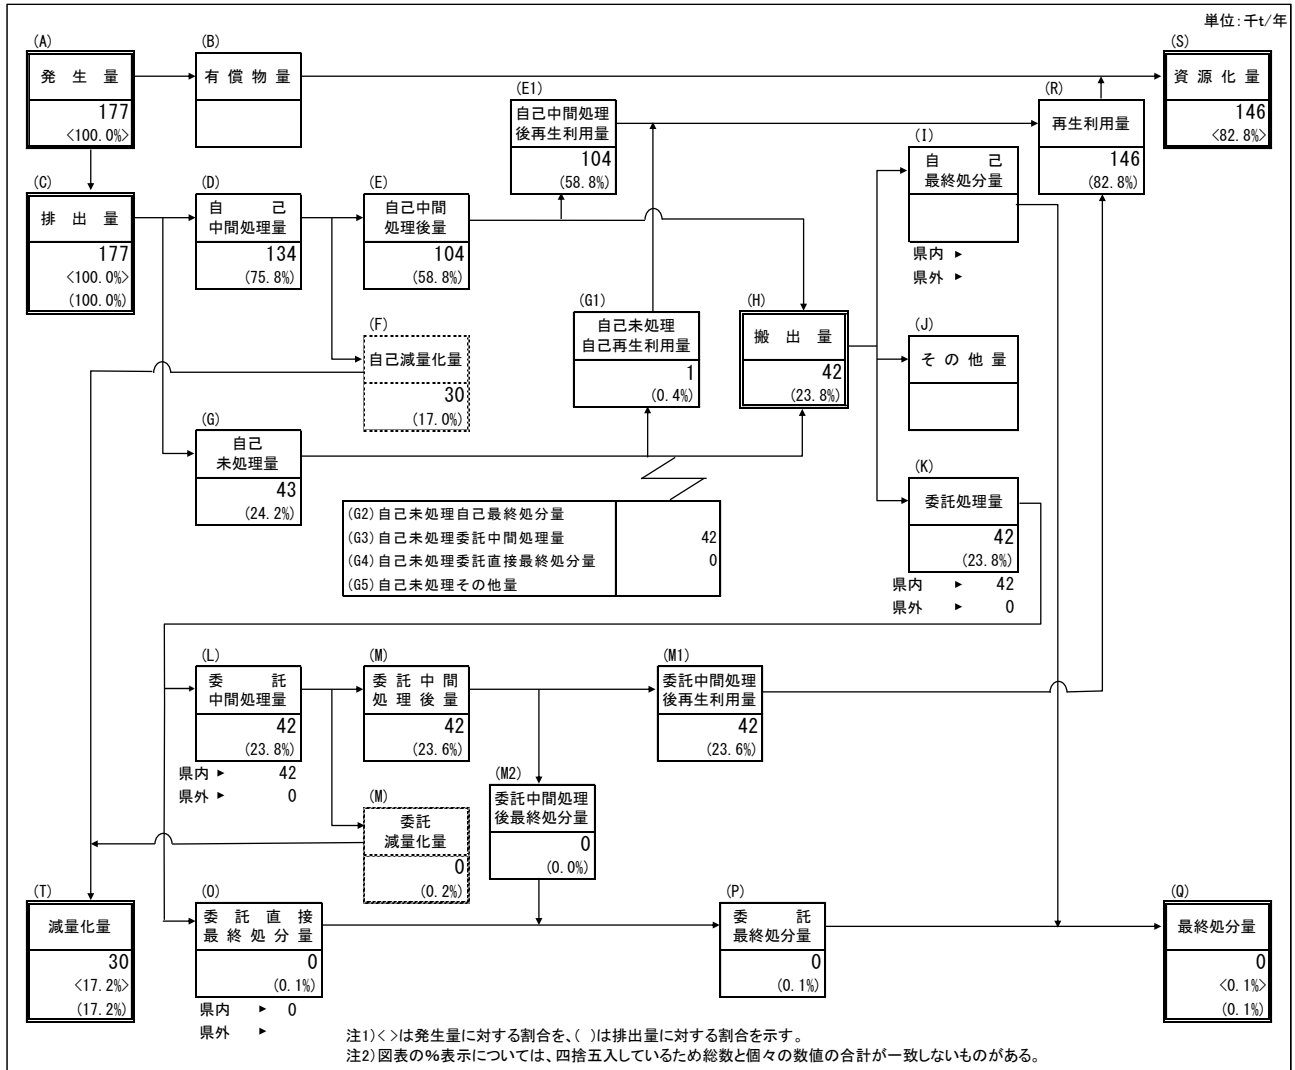 単位:千t/年
(A)
発生量
177
<100.0%>
(B)
有償物量
(S)
資源化量
146
<82.8%>
(E1)
自己中間処理
後再生利用量
104
(58.8%)
(R)
再生利用量
146
(82.8%)
(I)
自己
最終処分量
県内 ►
県外 ►
(C)
排出量
177
<100.0%>
(100.0%)
(D)
自己
中間処理量
134
(75.8%)
(E)
自己中間
処理後量
104
(58.8%)
(F)
自己減量化量
30
(17.0%)
(G1)
自己未処理
自己再生利用量
1
(0.4%)
(H)
搬出量
42
(23.8%)
(J)
その他量
(G)
自己
未処理量
43
(24.2%)
(G2)自己未処理自己最終処分量
(G3)自己未処理委託中間処理量 42
(G4)自己未処理委託直接最終処分量 0
(G5)自己未処理その他量
(K)
委託処理量
42
(23.8%)
県内 ► 42
県外 ► 0
(L)
委託
中間処理量
42
(23.8%)
県内 ► 42
県外 ► 0
(M)
委託中間
処理後量
42
(23.6%)
(M1)
委託中間処理
後再生利用量
42
(23.6%)
(M2)
委託中間処理
後最終処分量
0
(0.0%)
(M)
委託
減量化量
0
(0.2%)
(T)
減量化量
30
<17.2%>
(17.2%)
(O)
委託直接
最終処分量
0
(0.1%)
県内 ► 0
県外 ►
(P)
委託
最終処分量
0
(0.1%)
(Q)
最終処分量
0
<0.1%>
(0.1%)
注1)< >は発生量に対する割合を、( )は排出量に対する割合を示す。
注2)図表の%表示については、四捨五入しているため総数と個々の数値の合計が一致しないものがある。